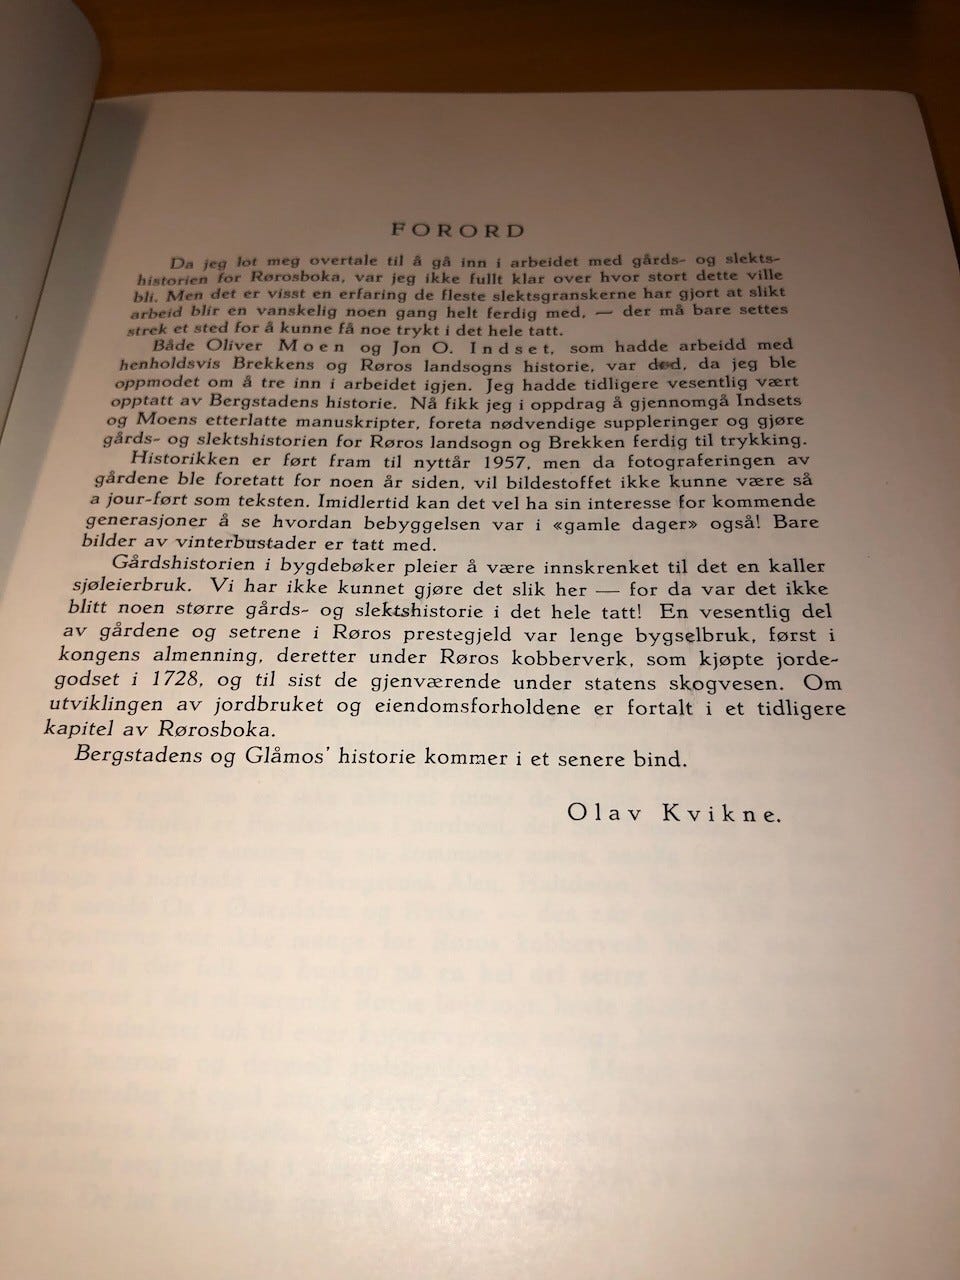 FORORD
Da jeg lot meg overtale til å gå inn i arbeidet med gårds- og slekts-
historien for Rørosboka, var jeg ikke fullt klar over hvor stort dette ville
bli. Men det er visst en erfaring de fleste slektsgranskerne har gjort at slikt
arbeid blir en vanskelig noen gang helt ferdig med, — der må bare settes
strek et sted for å kunne få noe trykt i det hele tatt.
Både Oliver Moen og Jon O. Indset, som hadde arbeidd med
henholdsvis Brekkens og Røros landsogns historie, var død, da jeg ble
oppmodet om å tre inn i arbeidet igjen. Jeg hadde tidligere vesentlig vært
opptatt av Bergstadens historie. Nå fikk jeg i oppdrag å gjennomgå Indsets
og Moens etterlatte manuskripter, foreta nødvendige suppleringer og gjøre
gårds- og slektshistorien for Røros landsogn og Brekken ferdig til trykking.
Historikken er ført fram til nyttår 1957, men da fotograferingen av
gårdene ble foretatt for noen år siden, vil bildestoffet ikke kunne være så
a jour-ført som teksten. Imidlertid kan det vel ha sin interesse for kommende
generasjoner å se hvordan bebyggelsen var i «gamle dager» også! Bare
bilder av vinterbustader er tatt med.
Gårdshistorien i bygdebøker pleier å være innskrenket til det en kaller
sjøleierbruk. Vi har ikke kunnet gjøre det slik her — for da var det ikke
blitt noen større gårds- og slektshistorie i det hele tatt! En vesentlig del
av gårdene og setrene i Røros prestegjeld var lenge bygselbruk, først i
kongens almenning, deretter under Røros kobberverk, som kjøpte jorde-
godset i 1728, og til sist de gjenværende under statens skogvesen. Om
utviklingen av jordbruket og eiendomsforholdene er fortalt i et tidligere
kapitel av Rørosboka.
Bergstadens og Glåmos' historie kommer i et senere bind.
Olav Kvikne.